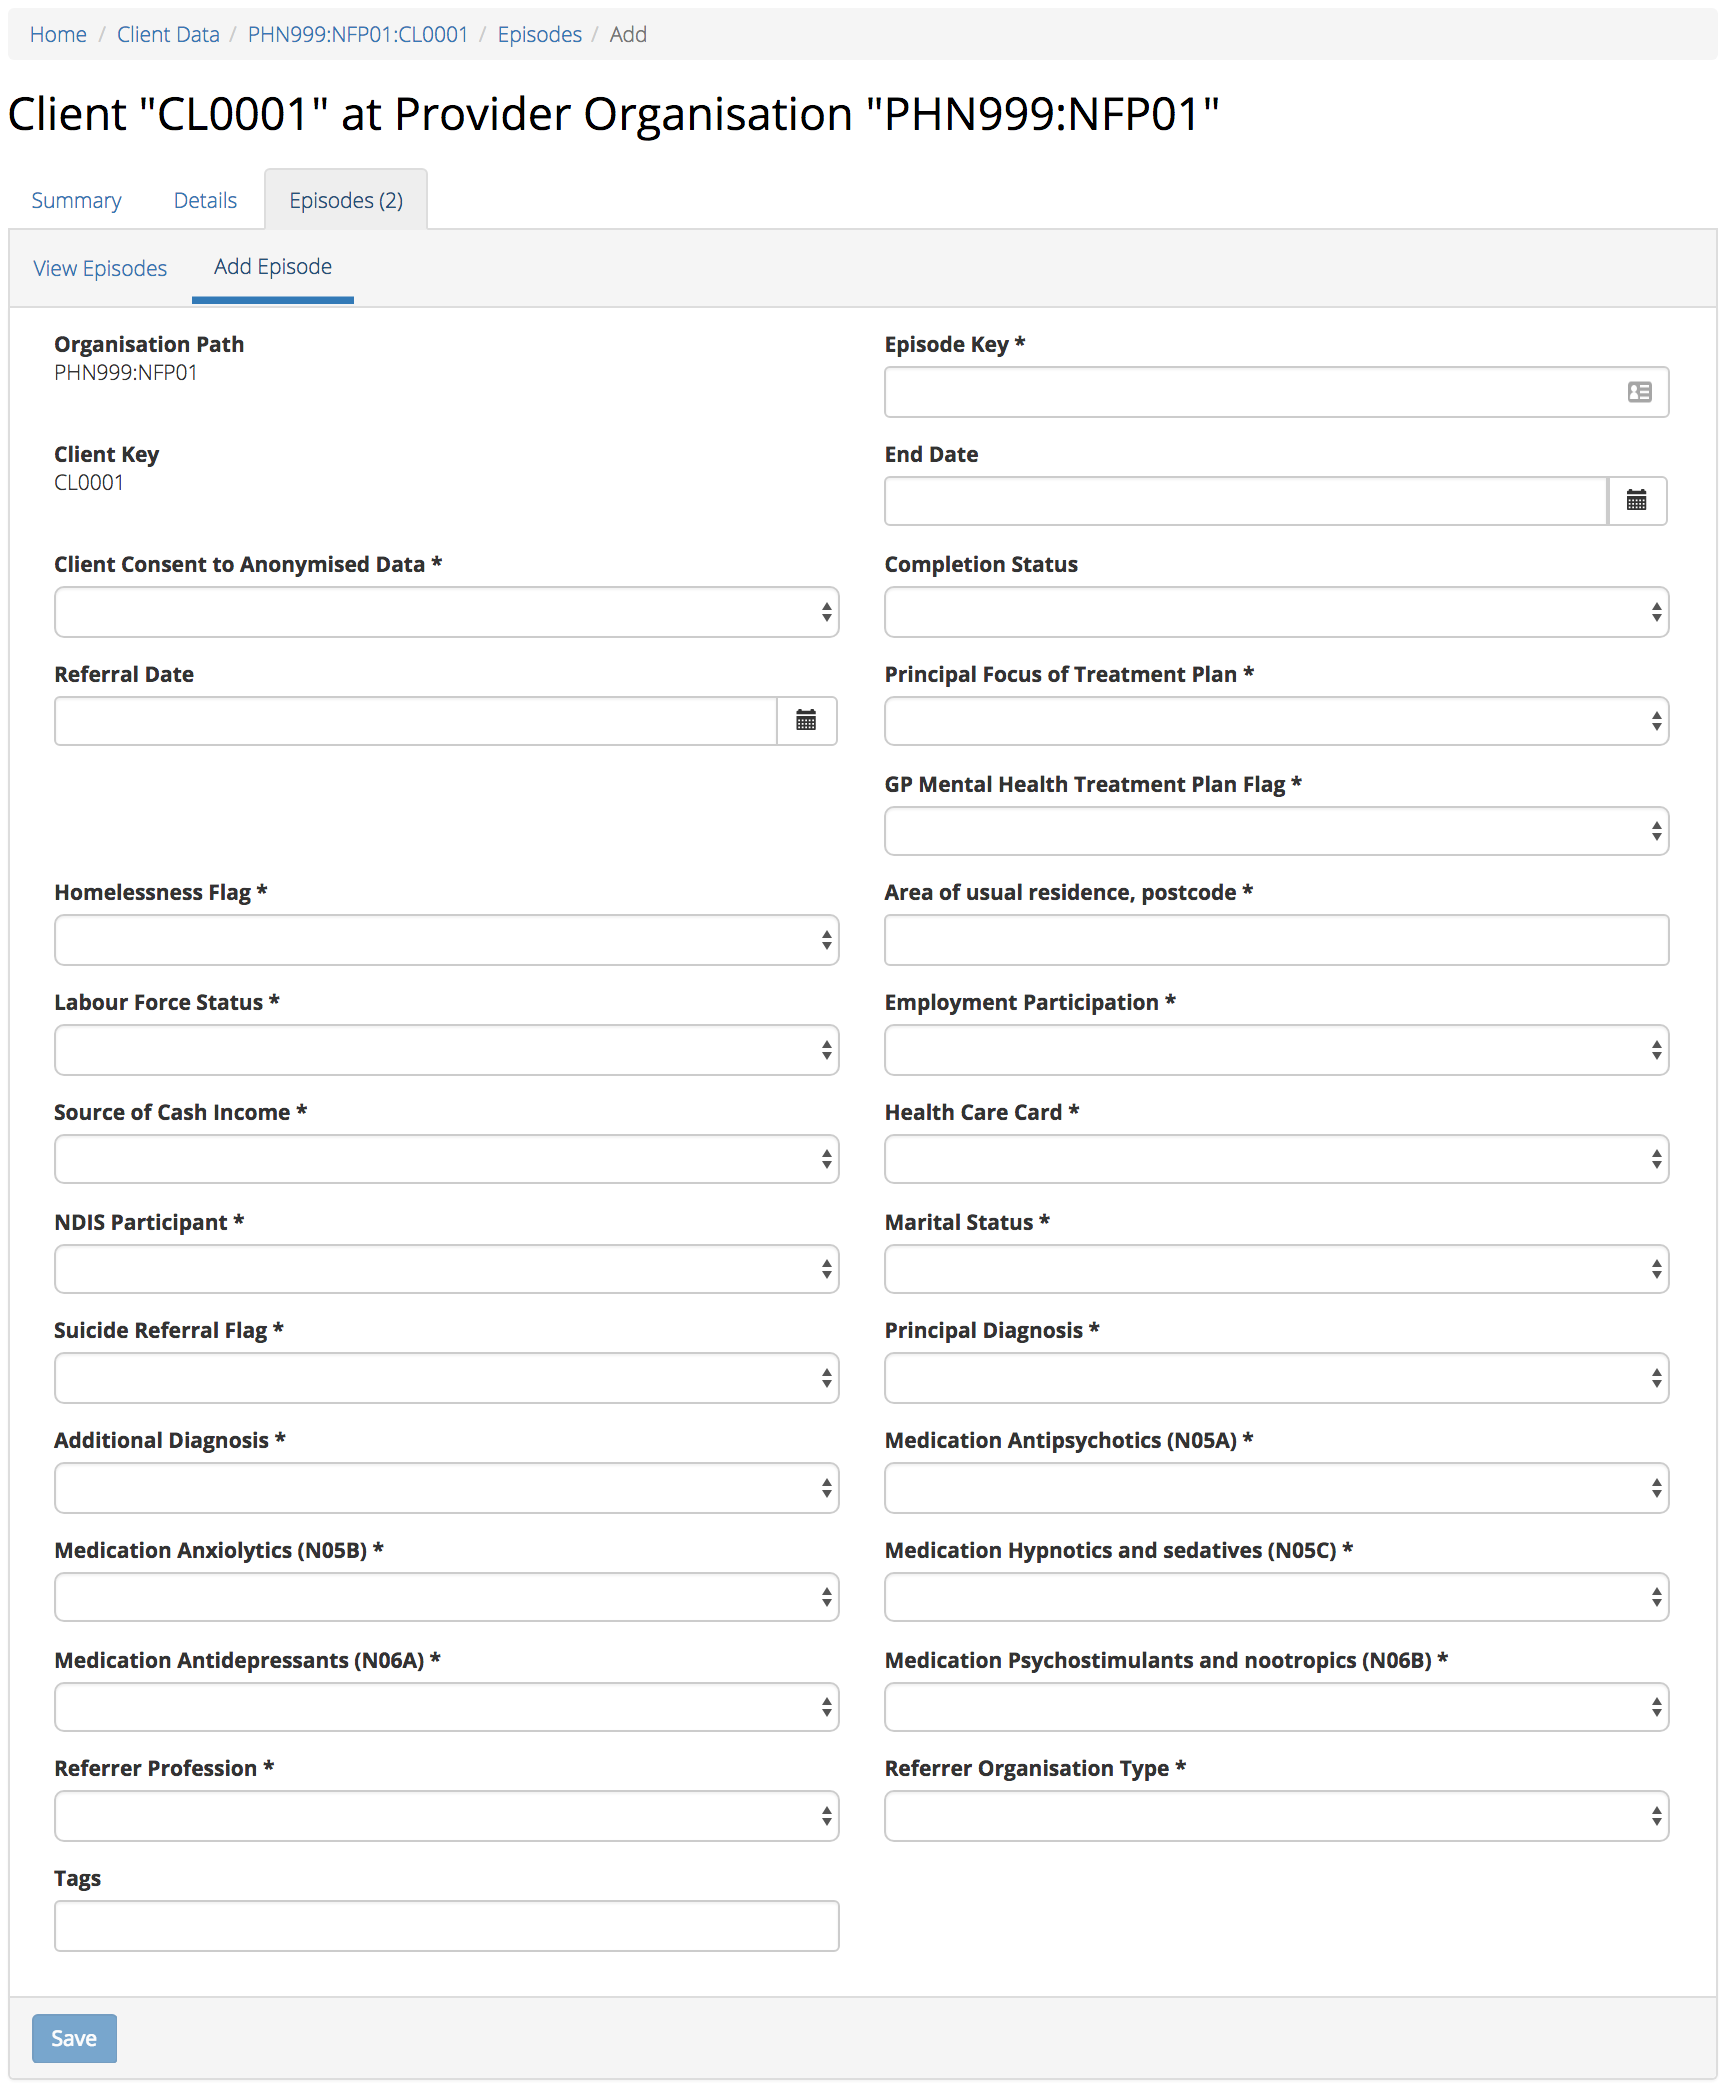 Home / Client Data / PHN999:NFP01:CL0001 / Episodes / Add
Client "CL0001" at Provider Organisation "PHN999:NFP01"
Summary Details Episodes (2)
View Episodes Add Episode
Organisation Path
PHN999:NFP01
Episode Key *
Client Key
CL0001
End Date
Client Consent to Anonymised Data *
Completion Status
Referral Date
Principal Focus of Treatment Plan *
GP Mental Health Treatment Plan Flag *
Homelessness Flag *
Area of usual residence, postcode *
Labour Force Status *
Employment Participation *
Source of Cash Income *
Health Care Card *
NDIS Participant *
Marital Status *
Suicide Referral Flag *
Principal Diagnosis *
Additional Diagnosis *
Medication Antipsychotics (N05A) *
Medication Anxiolytics (N05B) *
Medication Hypnotics and sedatives (N05C) *
Medication Antidepressants (N06A) *
Medication Psychostimulants and nootropics (N06B) *
Referrer Profession *
Referrer Organisation Type *
Tags
Save